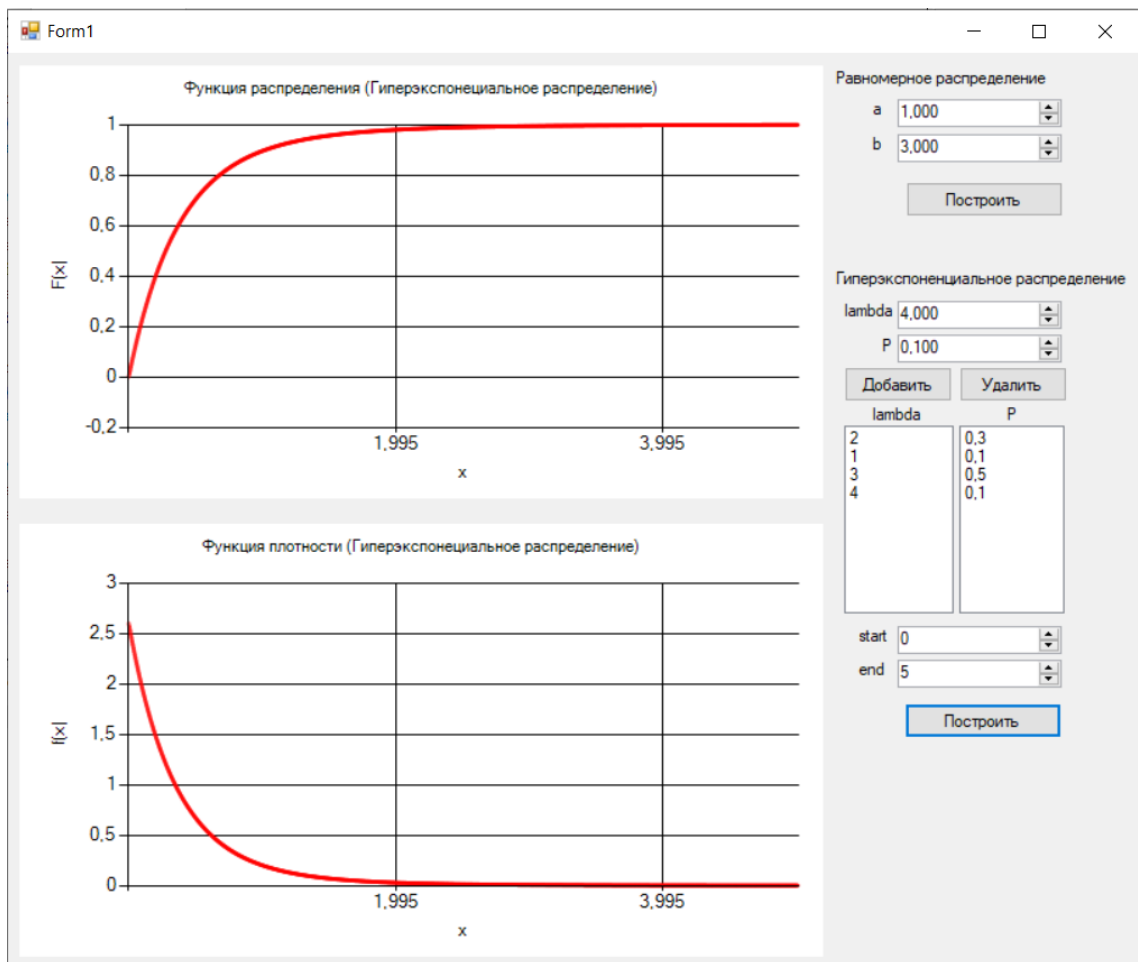 Form1
Функция распределения (Гиперэкспонециальное распределение)
1
0,8
0,6
0,4
0,2
0
-0,2
F(x|
1,995
3,995
x
Функция плотности (Гиперэкспонециальное распределение)
3
2,5
2
1,5
1
0,5
0
f(x|
1,995
3,995
x
Равномерное распределение
a 1,000
b 3,000
Построить
Гиперэкспоненциальное распределение
lambda 4,000
P 0,100
Добавить Удалить
lambda P
2 0,3
1 0,1
3 0,5
4 0,1
start 0
end 5
Построить